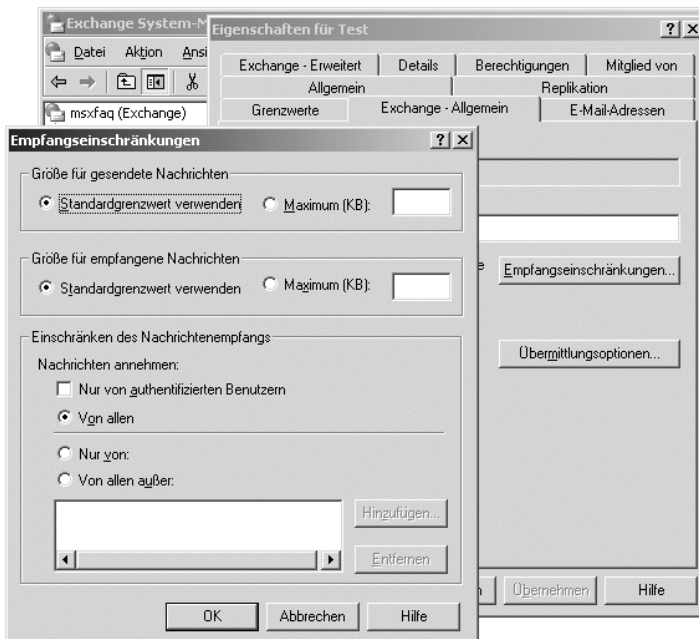 Exchange System-M
Datei Aktion Ansi
msxfaq (Exchange)
Eigenschaften für Test
Exchange - Erweitert Details Berechtigungen Mitglied von
Allgemein Replikation
Grenzwerte Exchange - Allgemein E-Mail-Adressen
Empfangseinschränkungen...
Übermittlungsoptionen...
Übernehmen Hilfe
Empfangseinschränkungen
Größe für gesendete Nachrichten
Standardgrenzwert verwenden Maximum (KB):
Größe für empfangene Nachrichten
Standardgrenzwert verwenden Maximum (KB):
Einschränken des Nachrichtenempfangs
Nachrichten annehmen:
Nur von authentifizierten Benutzern
Von allen
Nur von:
Von allen außer:
Hinzufügen...
Entfernen
OK Abbrechen Hilfe